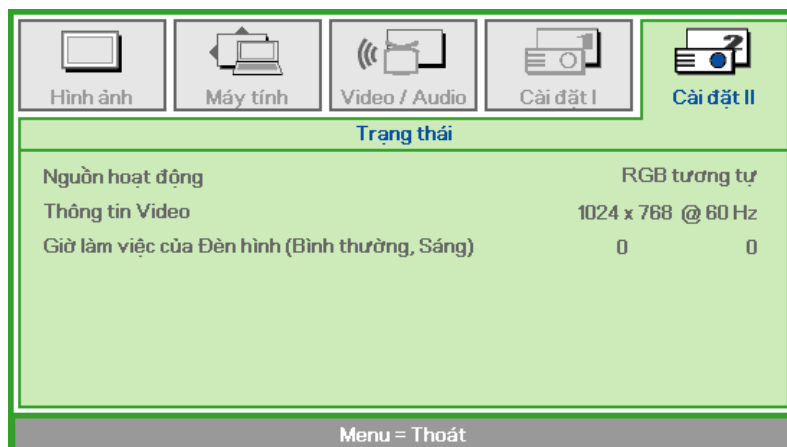 Hình ảnh
Máy tính
Video / Audio
Cài đặt I
Cài đặt II
Trạng thái
Nguồn hoạt động RGB tương tự
Thông tin Video 1024 x 768 @ 60 Hz
Giờ làm việc của Đèn hình (Bình thường, Sáng) 0 0
Menu = Thoát